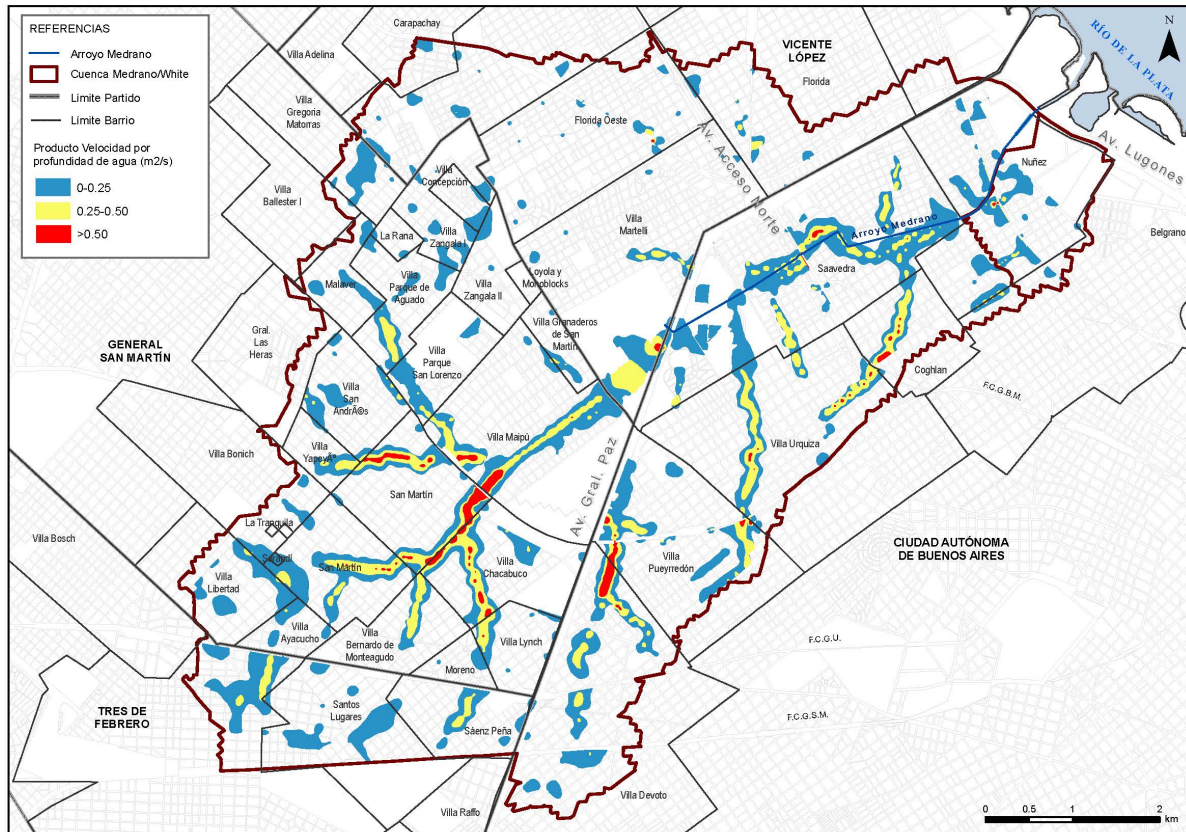 REFERENCIAS
Arroyo Medrano
Cuenca Medrano/White
Límite Partido
Límite Barrio
Producto Velocidad por
profundidad de agua (m2/s)
0-0.25
0.25-0.50
>0.50
Carapachay
Villa Adelina
Villa
Gregoria
Matorras
VICENTE
LÓPEZ
Florida
N
RÍO DE LA PLATA
Av. Lugones
Av. Acceso Norte
Florida Oeste
Nuñez
Villa
Concepción
Villa
Ballester I
La Rana
Villa
Zangala I
Villa
Martelli
Arroyo Medrano
Belgrano
Saavedra
Malaver
Villa
Parque de
Aguado
Villa
Zangala II
Loyola y
Monoblocks
Villa Granaderos
de San
Martín
Gral.
Las
Heras
GENERAL
SAN MARTÍN
Villa
Parque
San Lorenzo
Coghlan
F.C.G.B.M.
Villa
San
AndrÃ©s
Villa Maipú
Villa Urquiza
Villa Bonich
Villa
YapeyÃº
Av. Gral. Paz
San Martín
La Tranquila
Villa Bosch
Sarandí
San Martín
Villa
Libertad
Villa
Chacabuco
Villa
Pueyrredón
CIUDAD AUTÓNOMA
DE BUENOS AIRES
Villa
Ayacucho
Villa
Bernardo de
Monteagudo
Villa Lynch
Moreno
F.C.G.U.
TRES DE
FEBRERO
Santos
Lugares
Sáenz Peña
F.C.G.S.M.
Villa Devoto
Villa Raffo
0 0.5 1 2
km